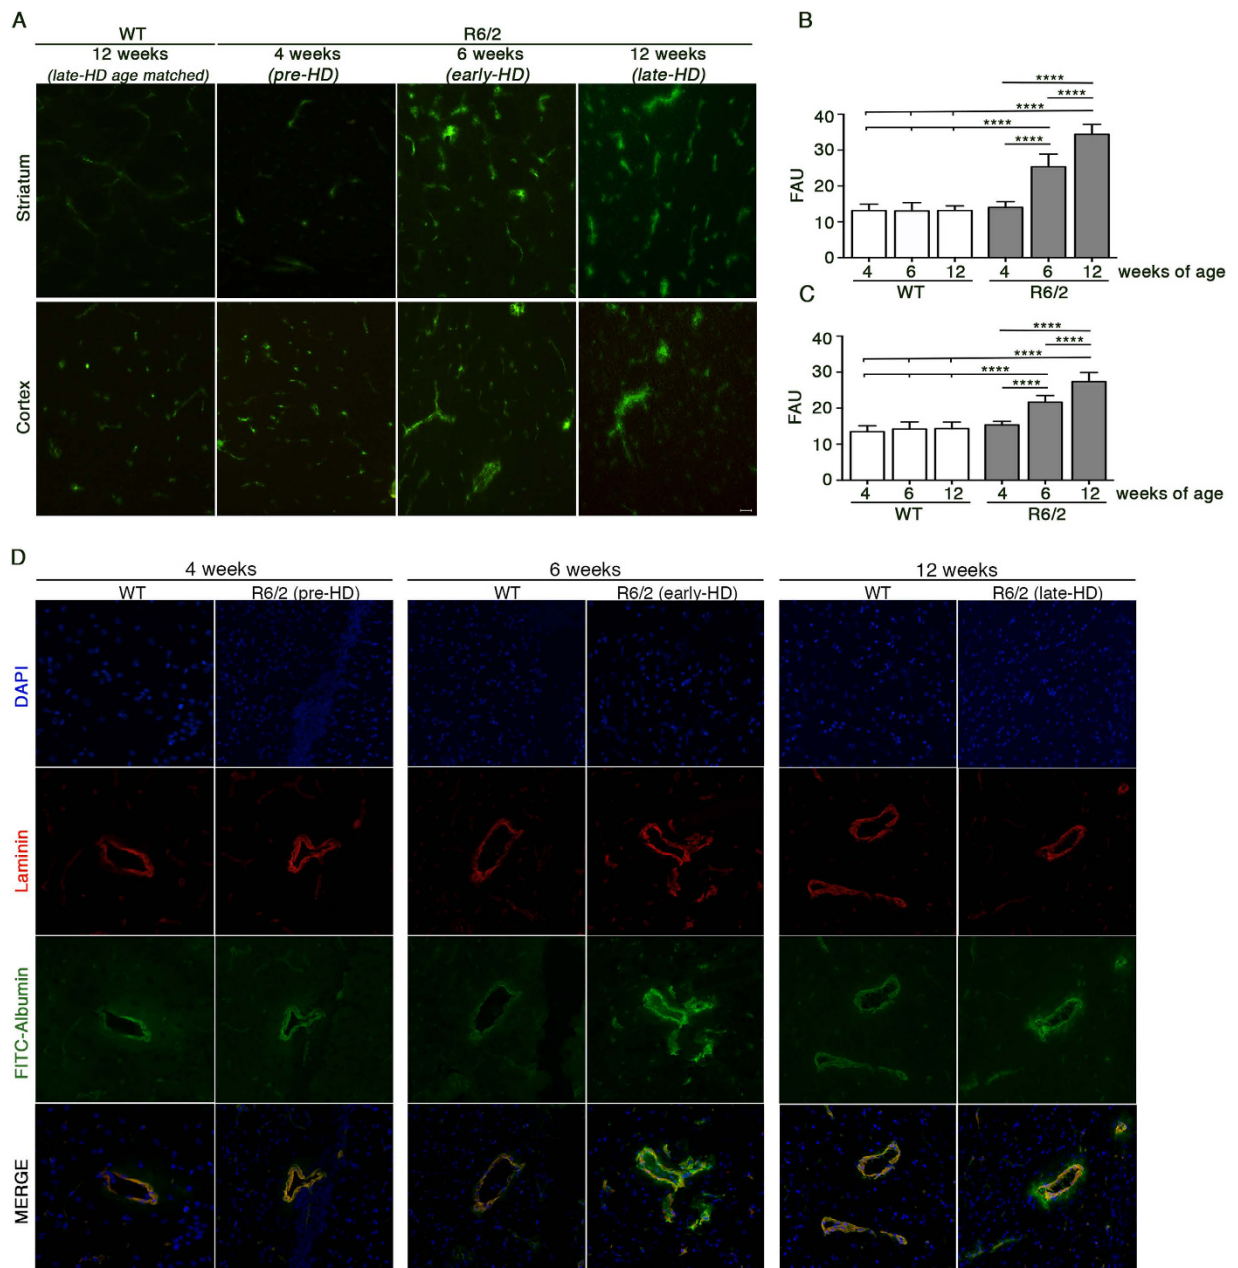 A
WT R6/2
12 weeks 4 weeks 6 weeks 12 weeks
(late-HD age matched) (pre-HD) (early-HD) (late-HD)
Striatum
Cortex
B
****
****
****
****
****
40
30
20
10
0
FAU
4 6 12 4 6 12 weeks of age
WT R6/2
C
****
****
****
****
****
40
30
20
10
0
FAU
4 6 12 4 6 12 weeks of age
WT R6/2
D
4 weeks 6 weeks 12 weeks
WT R6/2 (pre-HD) WT R6/2 (early-HD) WT R6/2 (late-HD)
DAPI
Laminin
FITC-Albumin
MERGE